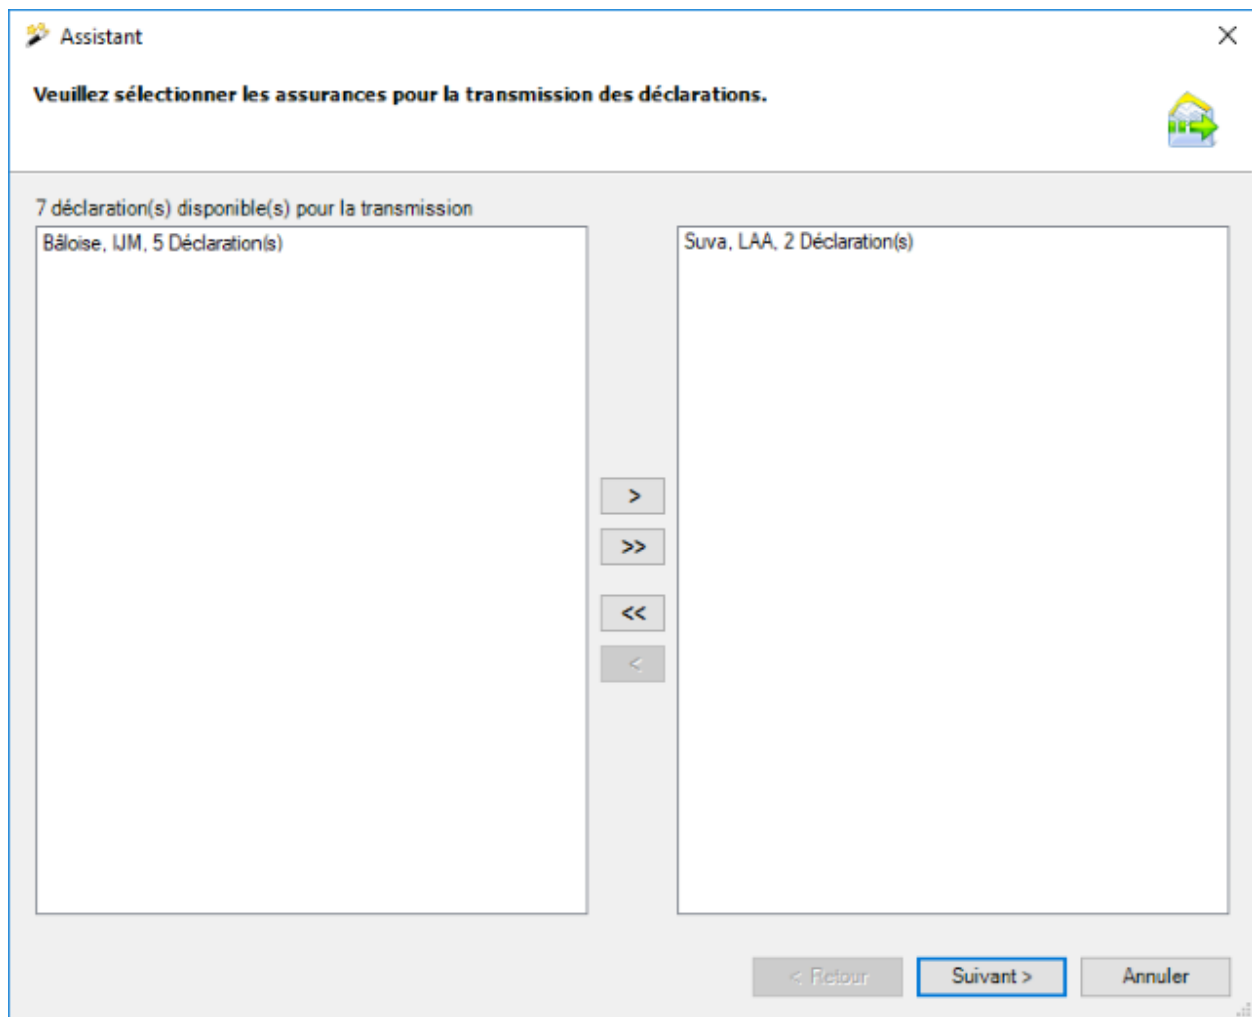 Assistant
Veuillez sélectionner les assurances pour la transmission des déclarations.
7 déclaration(s) disponible(s) pour la transmission
Bâloise, IJM, 5 Déclaration(s)
Suva, LAA, 2 Déclaration(s)
>
>>
<<
<
< Retour
Suivant >
Annuler